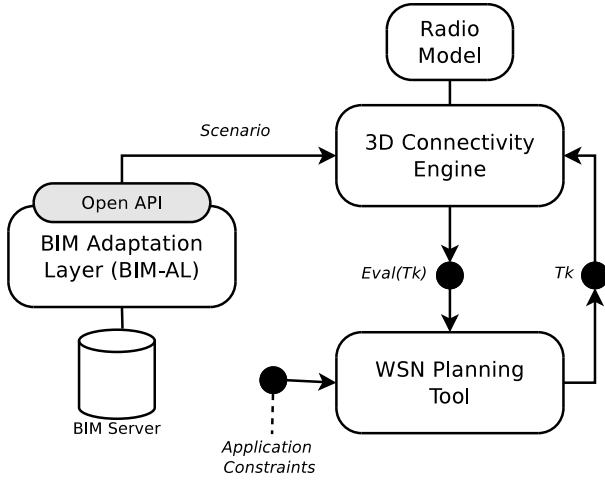 Radio
Model
Scenario
3D Connectivity
Engine
Open API
BIM Adaptation
Layer (BIM-AL)
Eval(Tk)
Tk
WSN Planning
Tool
BIM Server
Application
Constraints